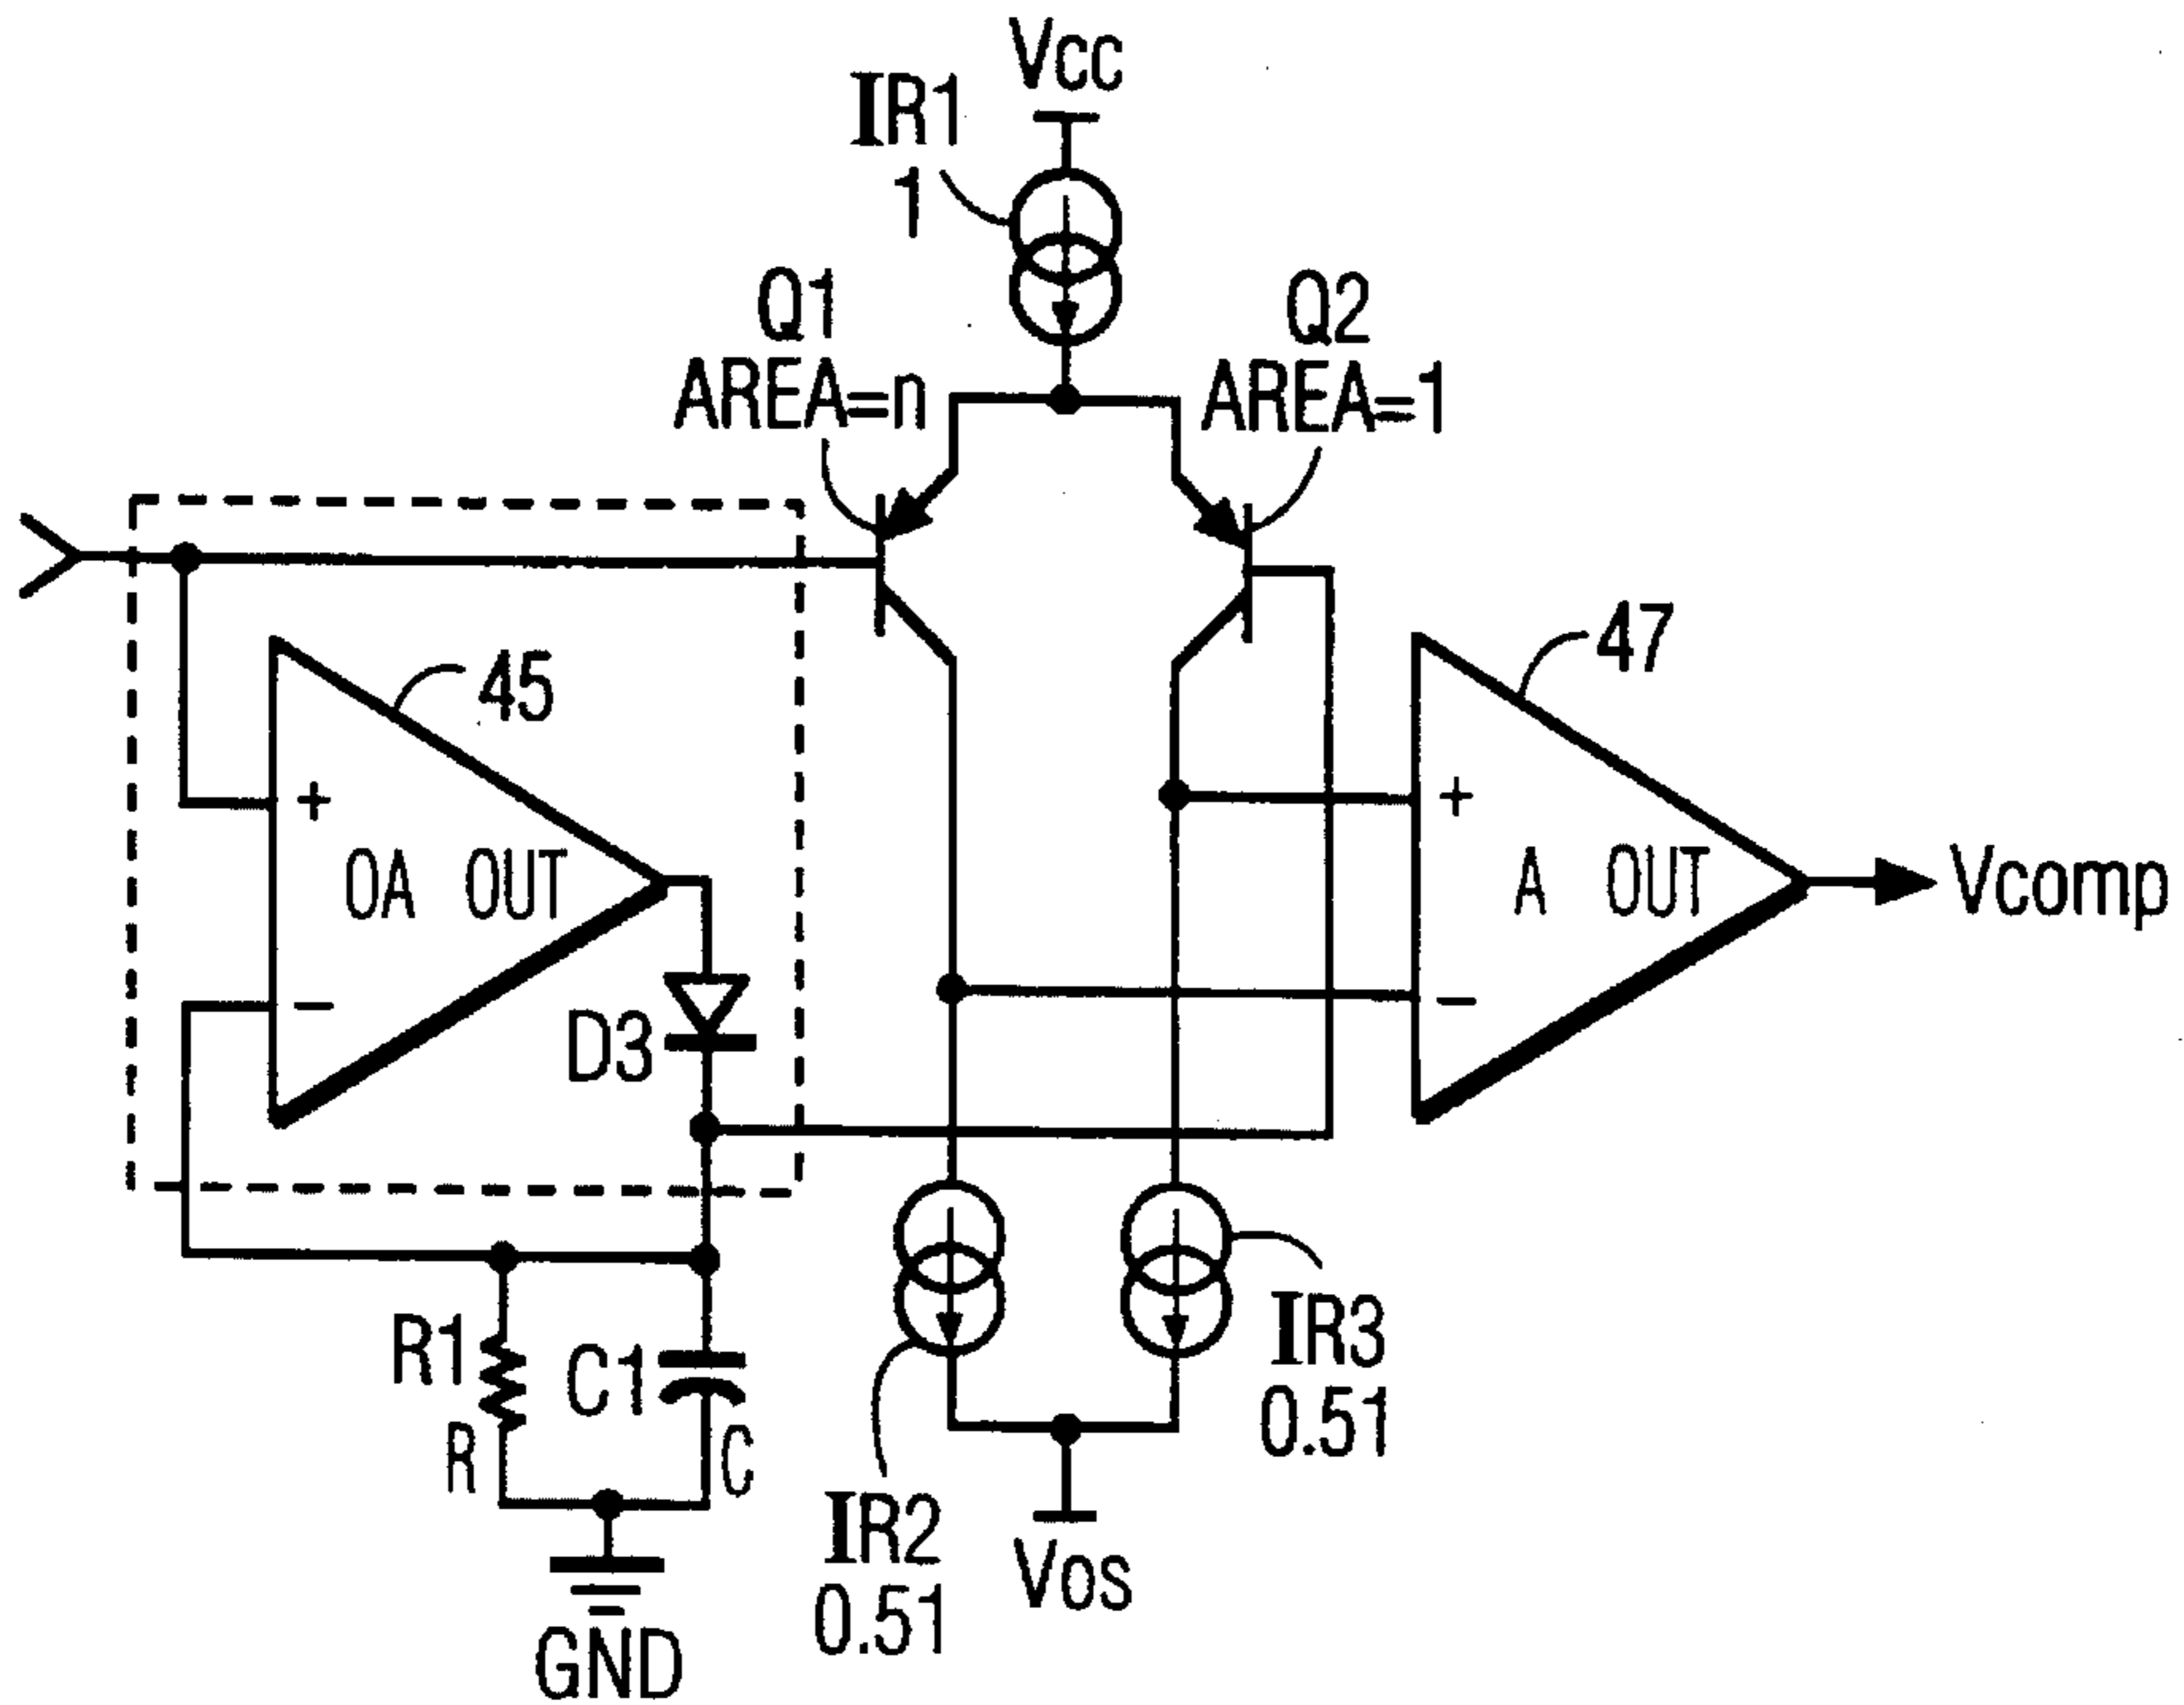 Vcc
IR1
1
Q1
AREA=n
Q2
AREA=1
45
47
+
OA OUT
−
+
A OUT
−
Vcomp
D3
R1
R
C1
C
IR3
0.51
IR2
0.51
Vos
GND